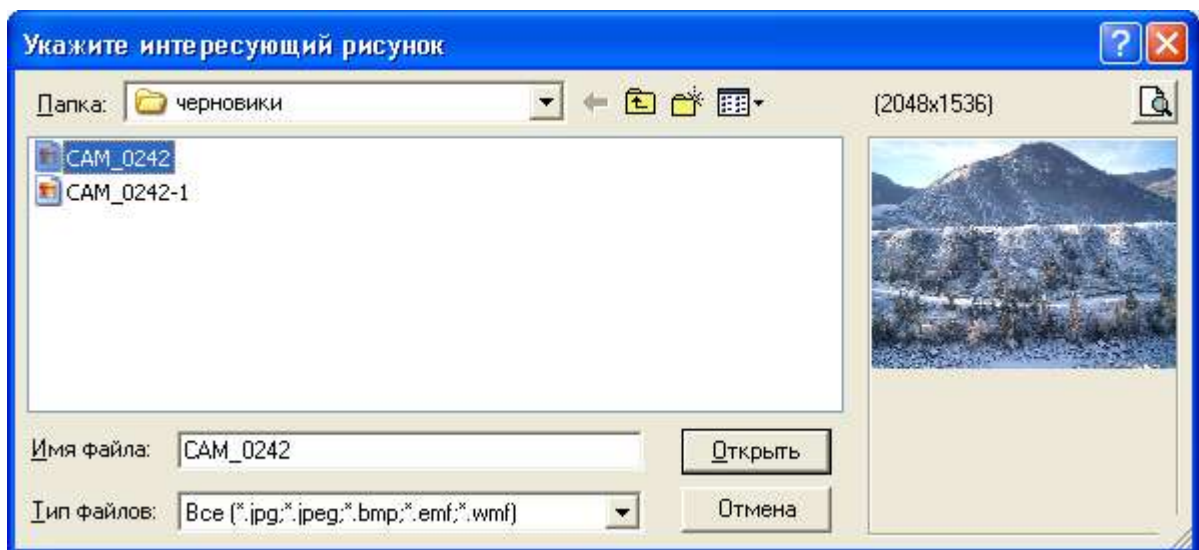 Укажите интересующий рисунок
Папка: черновики
(2048x1536)
CAM_0242
CAM_0242-1
Имя файла: CAM_0242
Открыть
Тип файлов: Все (*.jpg;*.jpeg;*.bmp;*.emf;*.wmf)
Отмена